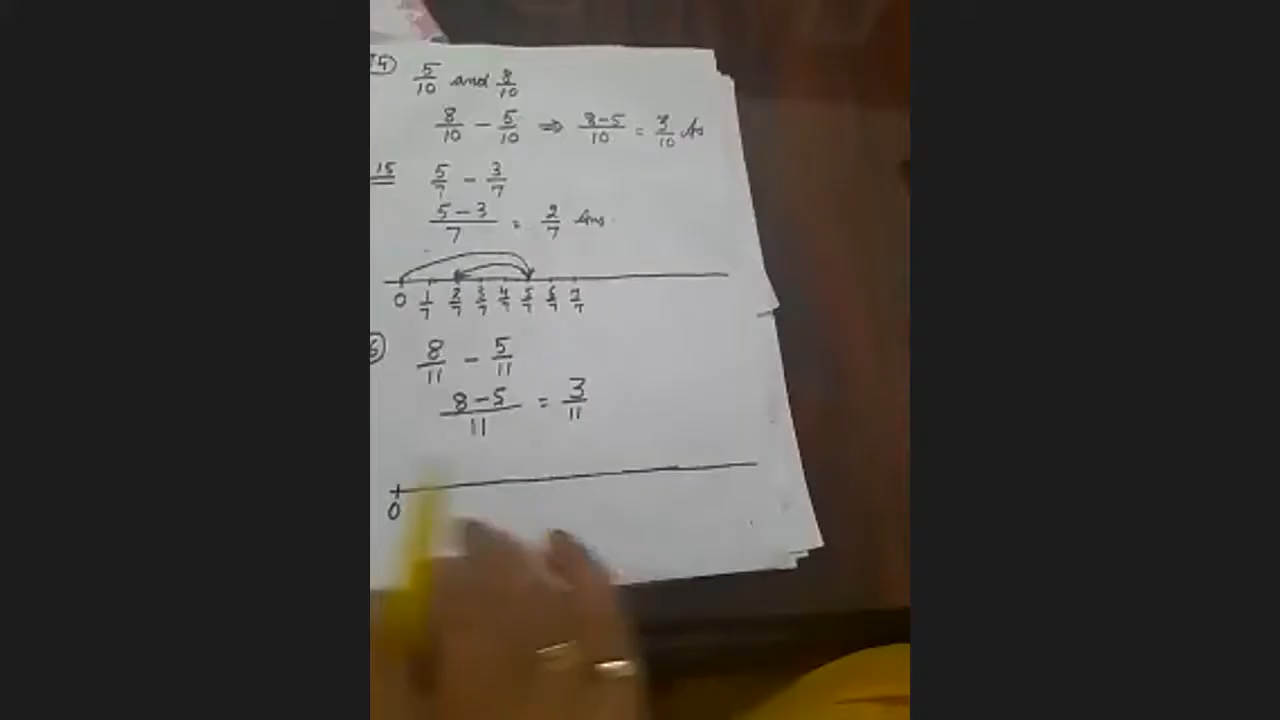 5/10 and 8/10
8/10 - 5/10 ⇒ 8-5/10 = 3/10 As
15 5/7 - 3/7
5-3/7 = 2/7 Ans.
0 1/7 2/7 3/7 4/7 5/7 6/7 7/7
8/11 - 5/11
8-5/11 = 3/11
0